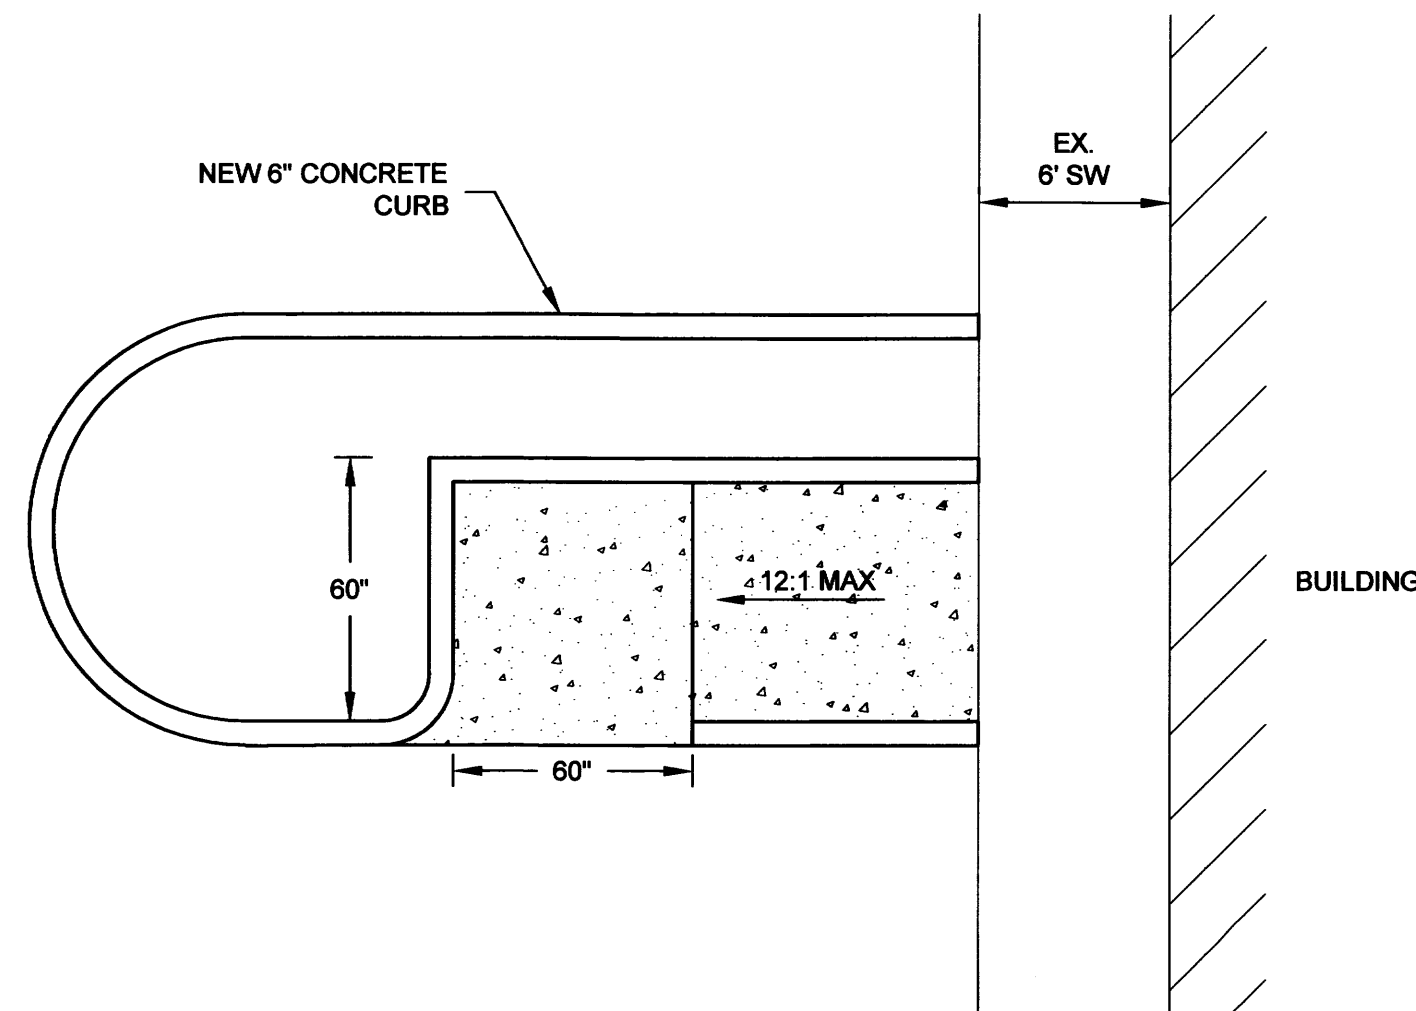 EX.
6' SW
NEW 6" CONCRETE
CURB
60"
12:1 MAX
BUILDING
60"